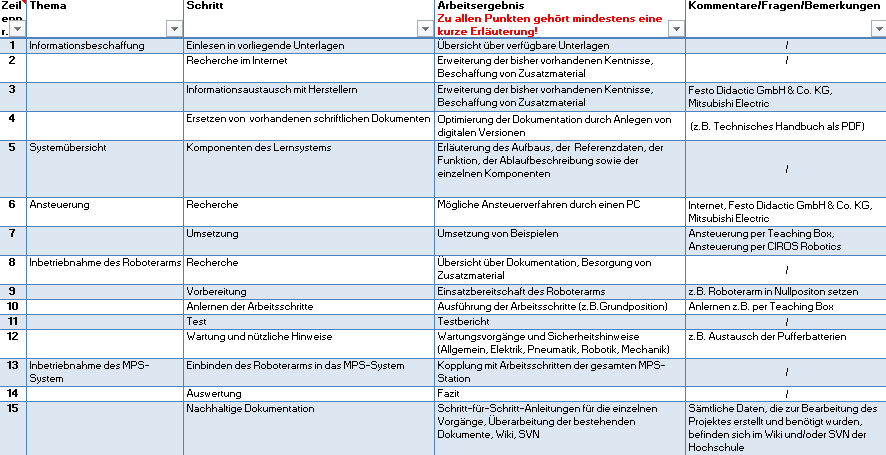 Zeil enn r. Thema Schritt Arbeitsergebnis Kommentare/Fragen/Bemerkungen
Zu allen Punkten gehört mindestens eine
kurze Erläuterung!
1 Informationsbeschaffung Einlesen in vorliegende Unterlagen Übersicht über verfügbare Unterlagen /
2 Recherche im Internet Erweiterung der bisher vorhandenen Kentnisse, /
Beschaffung von Zusatzmaterial
3 Informationsaustausch mit Herstellern Erweiterung der bisher vorhandenen Kentnisse, Festo Didactic GmbH & Co. KG,
Beschaffung von Zusatzmaterial Mitsubishi Electric
4 Ersetzen von vorhandenen schriftlichen Dokumenten Optimierung der Dokumentation durch Anlegen von (z.B. Technisches Handbuch als PDF)
digitalen Versionen
5 Systemübersicht Komponenten des Lernsystems Erläuterung des Aufbaus, der Referenzdaten, der
Funktion, der Ablaufbeschreibung sowie der /
einzelnen Komponenten
6 Ansteuerung Recherche Mögliche Ansteuerverfahren durch einen PC Internet, Festo Didactic GmbH & Co. KG,
Mitsubishi Electric
7 Umsetzung Umsetzung von Beispielen Ansteuerung per Teaching Box,
Ansteuerung per CIROS Robotics
8 Inbetriebnahme des Roboterarms Recherche Übersicht über Dokumentation, Besorgung von /
Zusatzmaterial
9 Vorbereitung Einsatzbereitschaft des Roboterarms z.B. Roboterarm in Nullpositon setzen
10 Anlernen der Arbeitsschritte Ausführung der Arbeitsschritte (z.B.Grundposition) Anlernen z.B. per Teaching Box
11 Test Testbericht /
12 Wartung und nützliche Hinweise Wartungsvorgänge und Sicherheitshinweise z.B. Austausch der Pufferbatterien
(Allgemein, Elektrik, Pneumatik, Robotik, Mechanik)
13 Inbetriebnahme des MPS- Einbinden des Roboterarms in das MPS-System Kopplung mit Arbeitsschritten der gesamten MPS- /
System Station
14 Auswertung Fazit /
15 Nachhaltige Dokumentation Schritt-für-Schritt-Anleitungen für die einzelnen Sämtliche Daten, die zur Bearbeitung des
Vorgänge, Überarbeitung der bestehenden Projektes erstellt und benötigt wurden,
Dokumente, Wiki, SVN befinden sich im Wiki und/oder SVN der
Hochschule